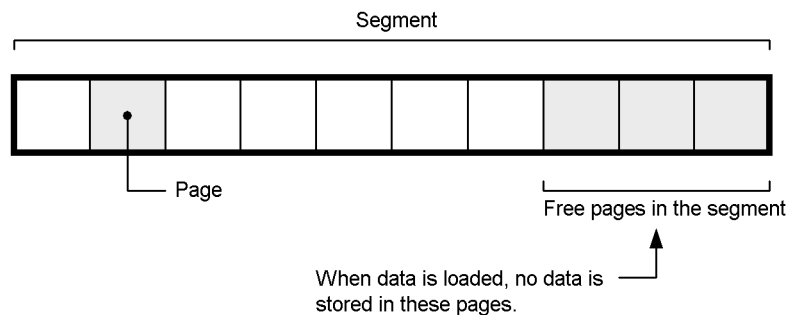 Segment
Page
Free pages in the segment
When data is loaded, no data is
stored in these pages.